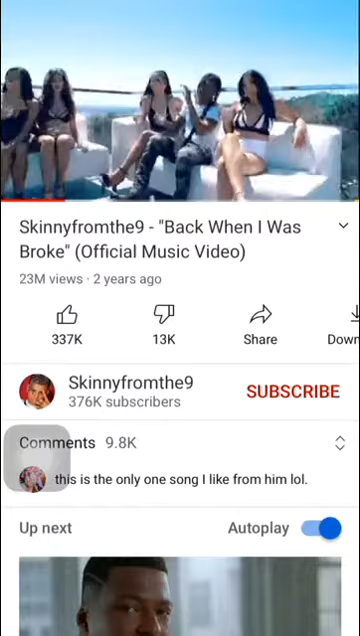 Skinnyfromthe9 - "Back When I Was
Broke" (Official Music Video)
23M views · 2 years ago
337K
13K
Share
Down
Skinnyfromthe9
376K subscribers
SUBSCRIBE
Comments 9.8K
this is the only one song I like from him lol.
Up next
Autoplay